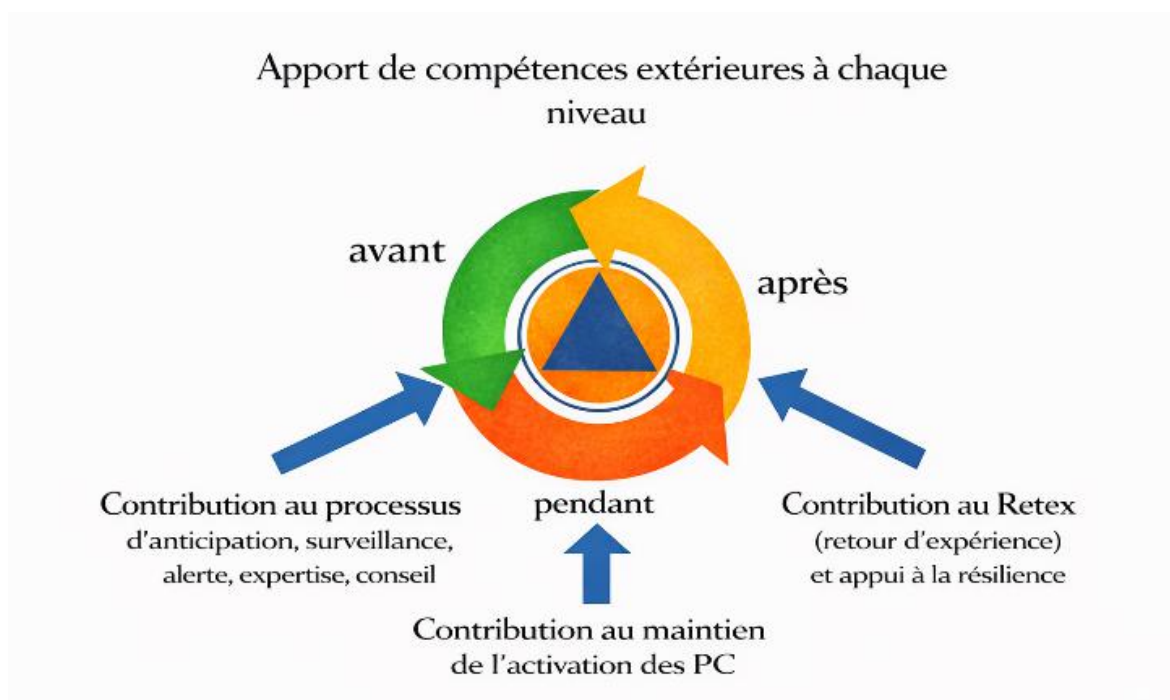 Apport de compétences extérieures à chaque
niveau
avant
après
Contribution au processus
d'anticipation, surveillance,
alerte, expertise, conseil
pendant
Contribution au maintien
de l'activation des PC
Contribution au Retex
(retour d'expérience)
et appui à la résilience